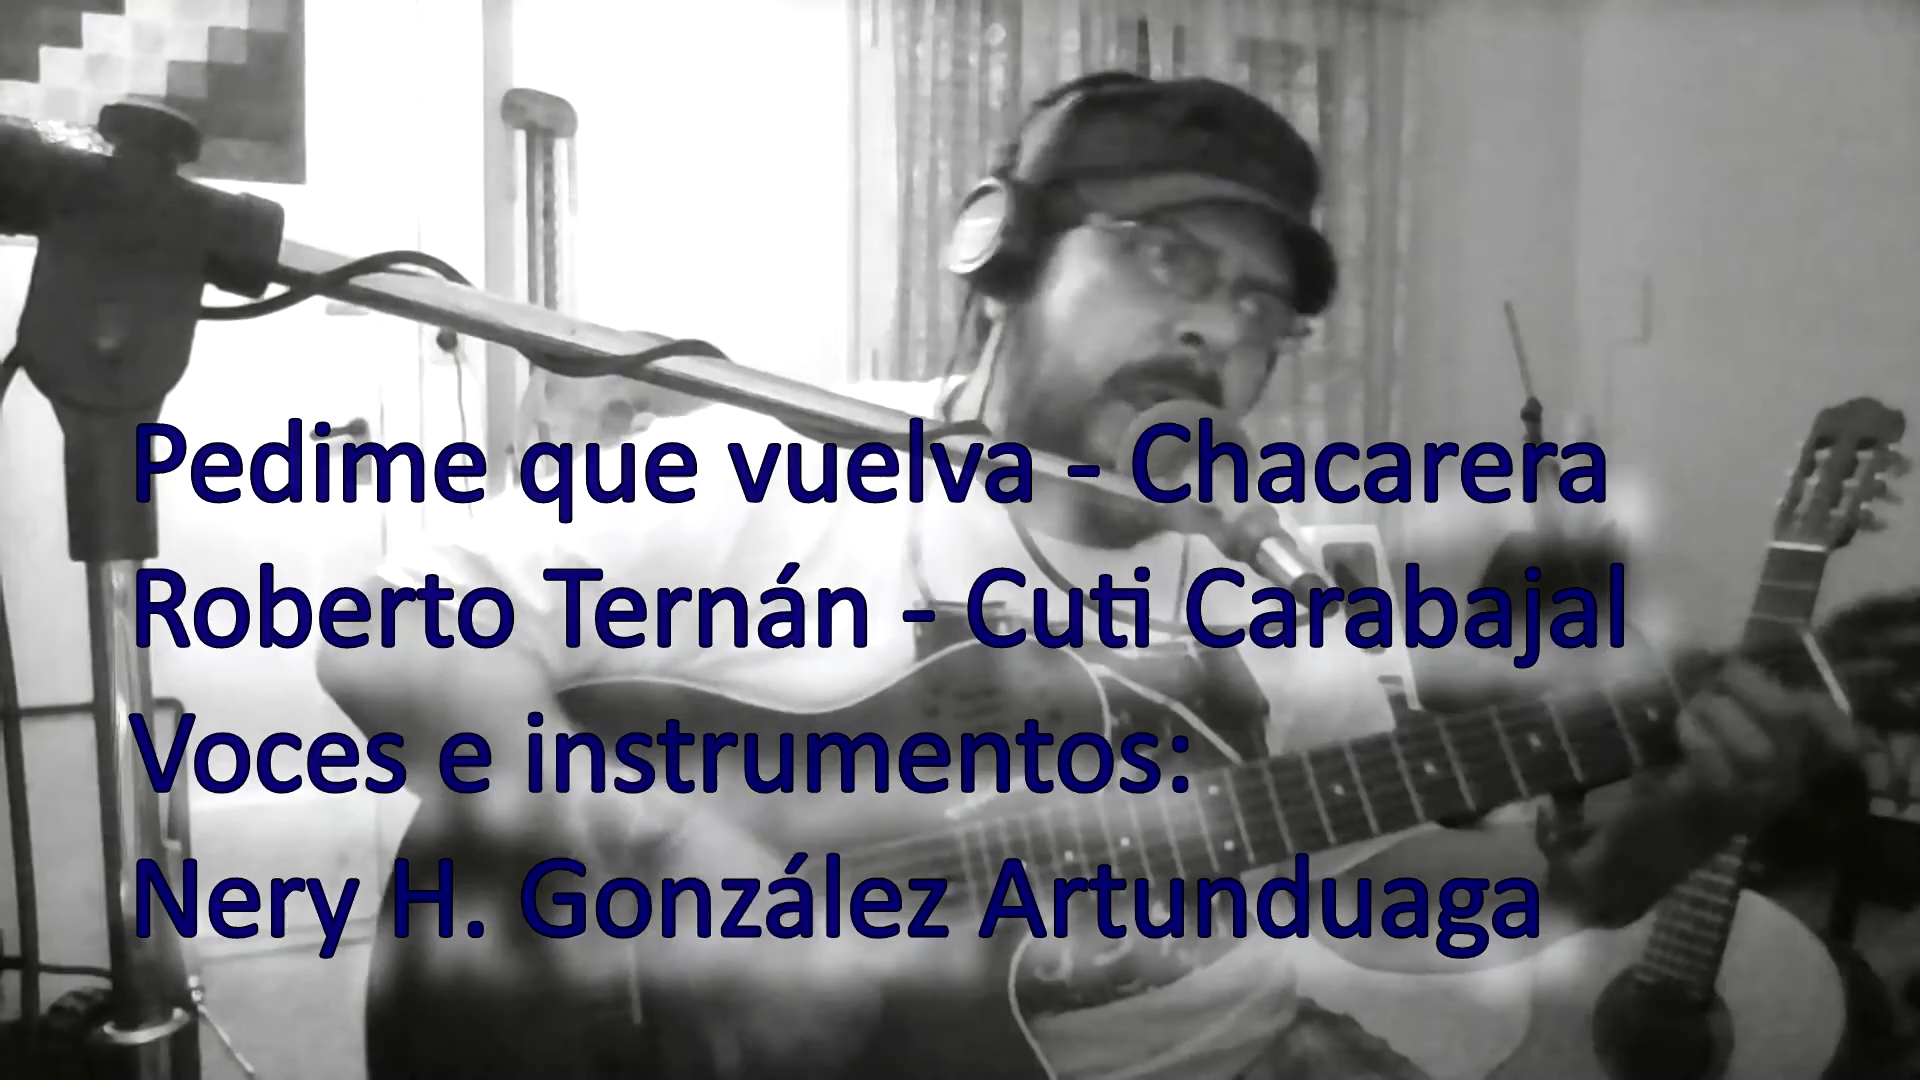 Pedime que vuelva - Chacarera
Roberto Ternán - Cuti Carabajal
Voces e instrumentos:
Nery H. González Artunduaga